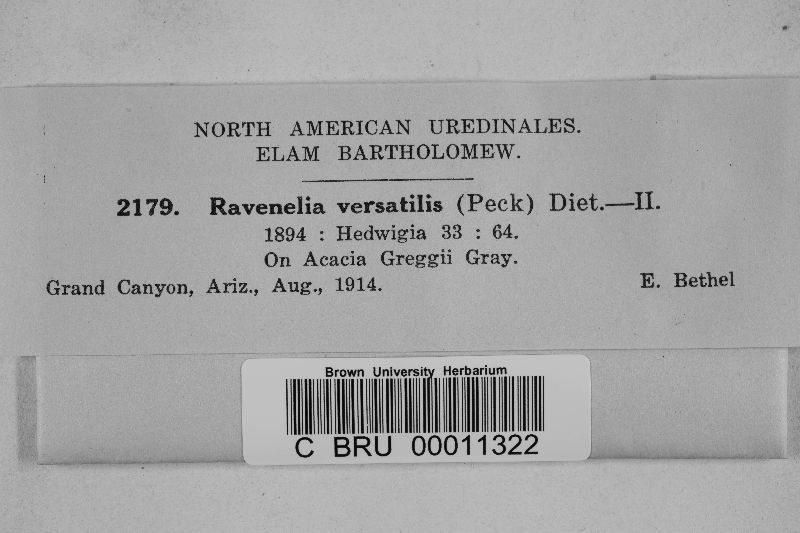 NORTH AMERICAN UREDINALES.
ELAM BARTHOLOMEW.
2179. Ravenelia versatilis (Peck) Diet.—II.
1894 : Hedwigia 33 : 64.
On Acacia Greggii Gray.
Grand Canyon, Ariz., Aug., 1914. E. Bethel
Brown University Herbarium
C BRU 00011322